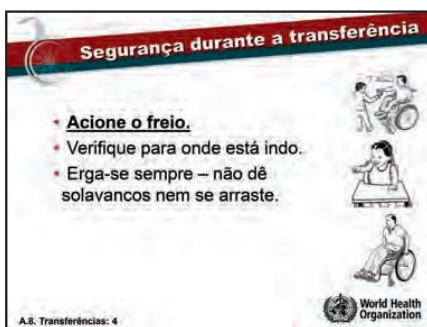 Segurança durante a transferência
• Acione o freio.
• Verifique para onde está indo.
• Erga-se sempre – não dê
solavancos nem se arraste.
World Health
Organization
A.8. Transferências: 4